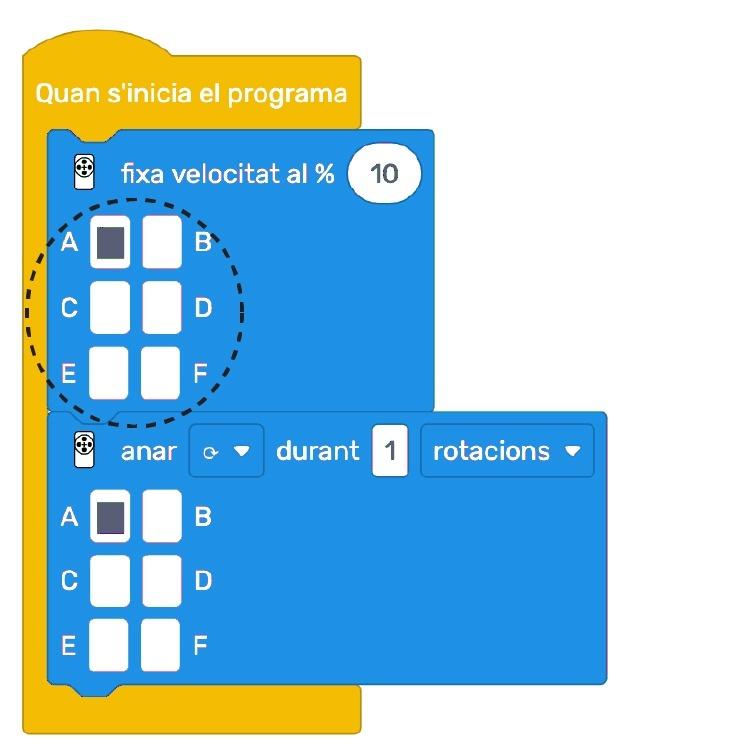 Quan s'inicia el programa
fixa velocitat al % 10
A B
C D
E F
anar ⟳ durant 1 rotacions
A B
C D
E F